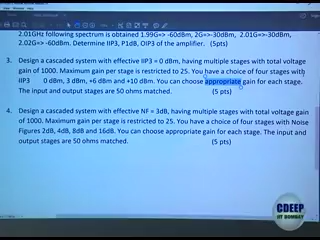 2.01GHz following spectrum is obtained 1.99G=> -60dBm, 2G=>-30dBm, 2.01G=>-30dBm,
2.02G=> -60dBm. Determine IIP3, P1dB, OIP3 of the amplifier. (5pts)
3. Design a cascaded system with effective IIP3 = 0 dBm, having multiple stages with total voltage
gain of 1000. Maximum gain per stage is restricted to 25. You have a choice of four stages with
IIP3 0 dBm, 3 dBm, +6 dBm and +10 dBm. You can choose appropriate gain for each stage.
The input and output stages are 50 ohms matched. (5 pts)
4. Design a cascaded system with effective NF = 3dB, having multiple stages with total voltage gain
of 1000. Maximum gain per stage is restricted to 25. You have a choice of four stages with Noise
Figures 2dB, 4dB, 8dB and 16dB. You can choose appropriate gain for each stage. The input and
output stages are 50 ohms matched. (5 pts)
CDEEP
IIT BOMBAY